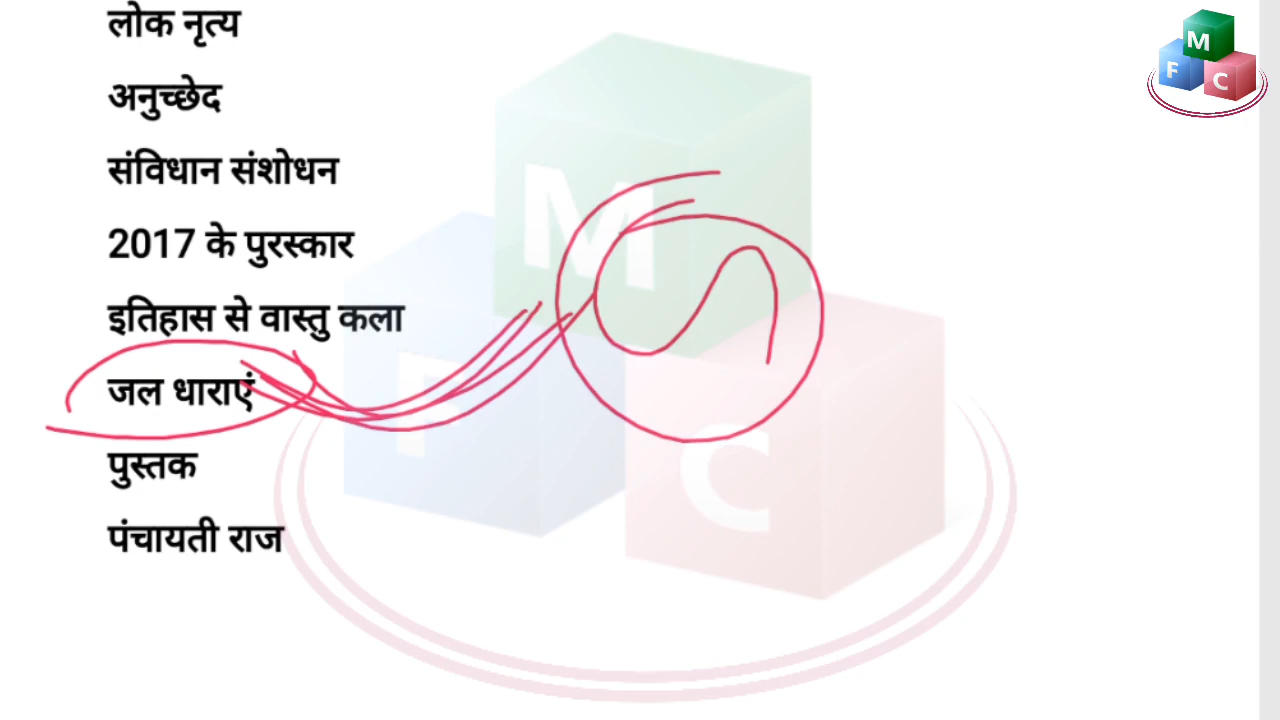 लोक नृत्य
अनुच्छेद
संविधान संशोधन
2017 के पुरस्कार
इतिहास से वास्तु कला
जल धाराएं
पुस्तक
पंचायती राज
M
F
C
M
F
C